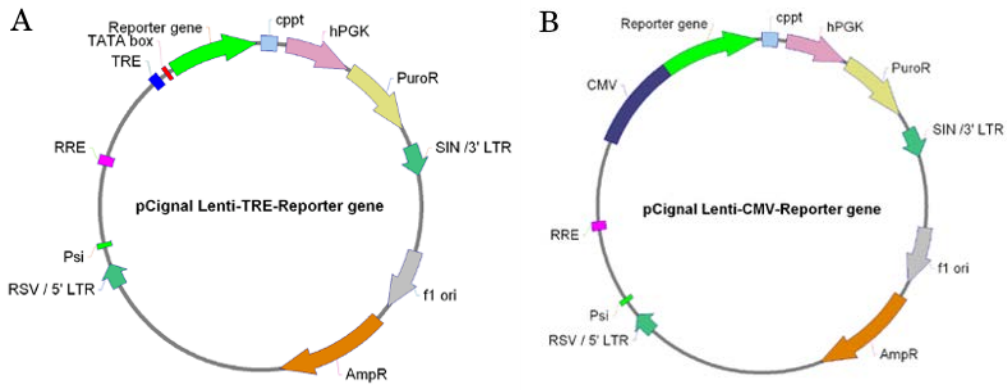 A
Reporter gene
TATA box
TRE
cppt
hPGK
PuroR
SIN /3' LTR
RRE
pCignal Lenti-TRE-Reporter gene
Psi
RSV / 5' LTR
f1 ori
AmpR
B
Reporter gene
cppt
hPGK
PuroR
CMV
SIN /3' LTR
pCignal Lenti-CMV-Reporter gene
RRE
f1 ori
Psi
RSV / 5' LTR
AmpR